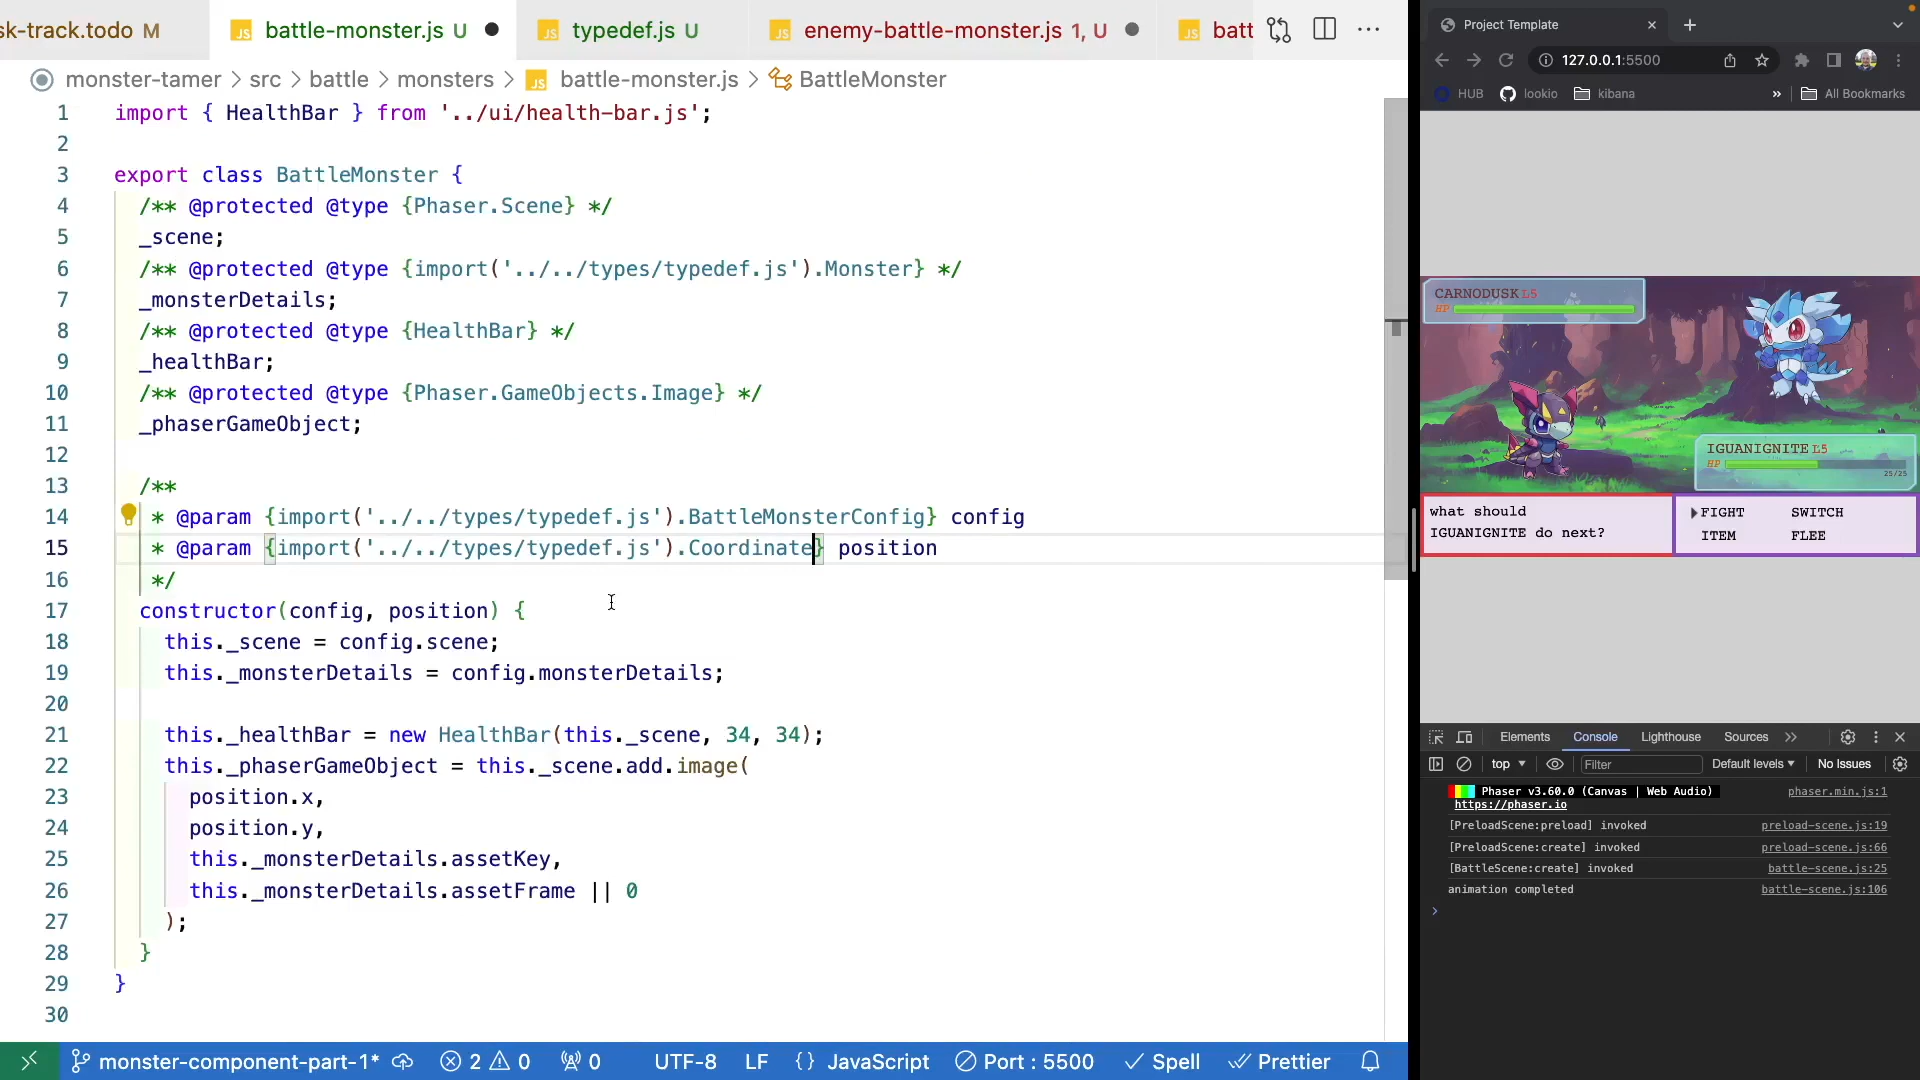 sk-track.todo M
battle-monster.js U
typedef.js U
enemy-battle-monster.js 1, U
batt
monster-tamer > src > battle > monsters > battle-monster.js > BattleMonster
1 import { HealthBar } from '../ui/health-bar.js';
2
3 export class BattleMonster {
4 /** @protected @type {Phaser.Scene} */
5 _scene;
6 /** @protected @type {import('../../types/typedef.js').Monster} */
7 _monsterDetails;
8 /** @protected @type {HealthBar} */
9 _healthBar;
10 /** @protected @type {Phaser.GameObjects.Image} */
11 _phaserGameObject;
12
13 /**
14 * @param {import('../../types/typedef.js').BattleMonsterConfig} config
15 * @param {import('../../types/typedef.js').Coordinate} position
16 */
17 constructor(config, position) {
18 this._scene = config.scene;
19 this._monsterDetails = config.monsterDetails;
20
21 this._healthBar = new HealthBar(this._scene, 34, 34);
22 this._phaserGameObject = this._scene.add.image(
23 position.x,
24 position.y,
25 this._monsterDetails.assetKey,
26 this._monsterDetails.assetFrame || 0
27 );
28 }
29 }
30
monster-component-part-1* 2 0 0 UTF-8 LF {} JavaScript Port : 5500 Spell Prettier
Project Template
127.0.0.1:5500
HUB lookio kibana » All Bookmarks
CARNODUSK L5
HP
IGUANIGNITE L5
HP
25/25
what should
IGUANIGNITE do next?
FIGHT SWITCH
ITEM FLEE
Elements Console Lighthouse Sources
top Filter Default levels No Issues
Phaser v3.60.0 (Canvas | Web Audio) phaser.min.js:1
https://phaser.io
[PreloadScene:preload] invoked preload-scene.js:19
[PreloadScene:create] invoked preload-scene.js:66
[BattleScene:create] invoked battle-scene.js:25
animation completed battle-scene.js:106